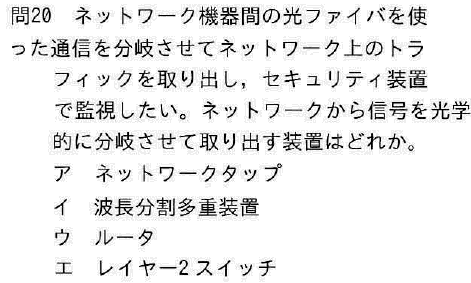 問20　ネットワーク機器間の光ファイバを使
った通信を分岐させてネットワーク上のトラ
フィックを取り出し，セキュリティ装置
で監視したい。ネットワークから信号を光学
的に分岐させて取り出す装置はどれか。
ア　ネットワークタップ
イ　波長分割多重装置
ウ　ルータ
エ　レイヤー2スイッチ